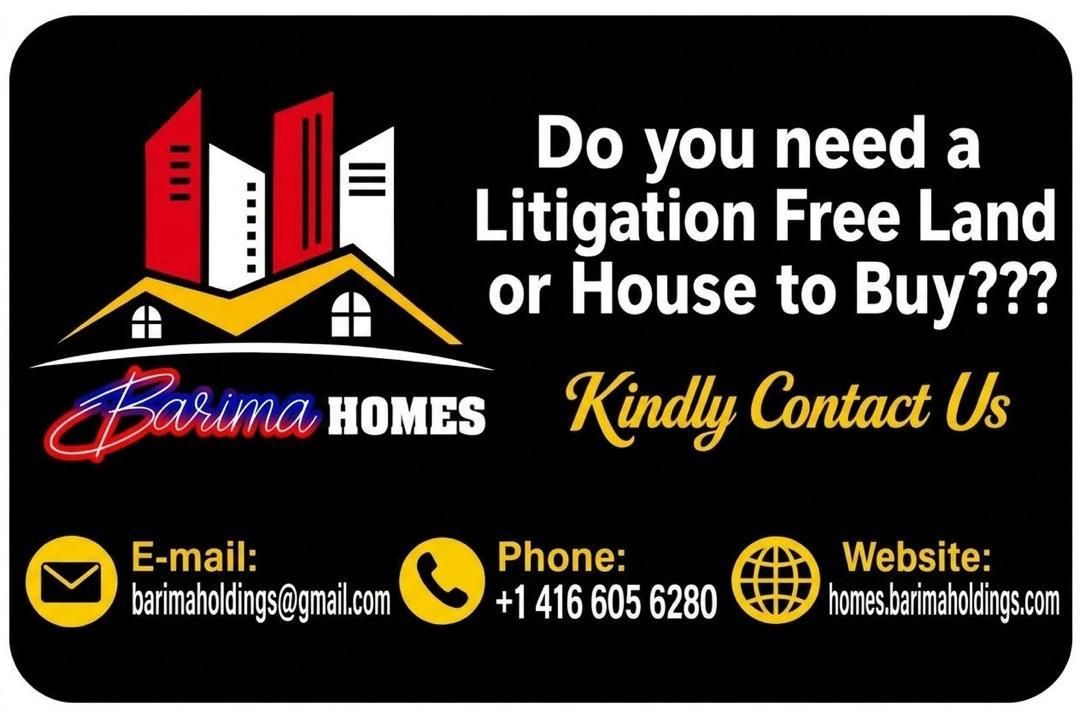 Do you need a
Litigation Free Land
or House to Buy???
Barima HOMES
Kindly Contact Us
E-mail:
barimaholdings@gmail.com
Phone:
+1 416 605 6280
Website:
homes.barimaholdings.com